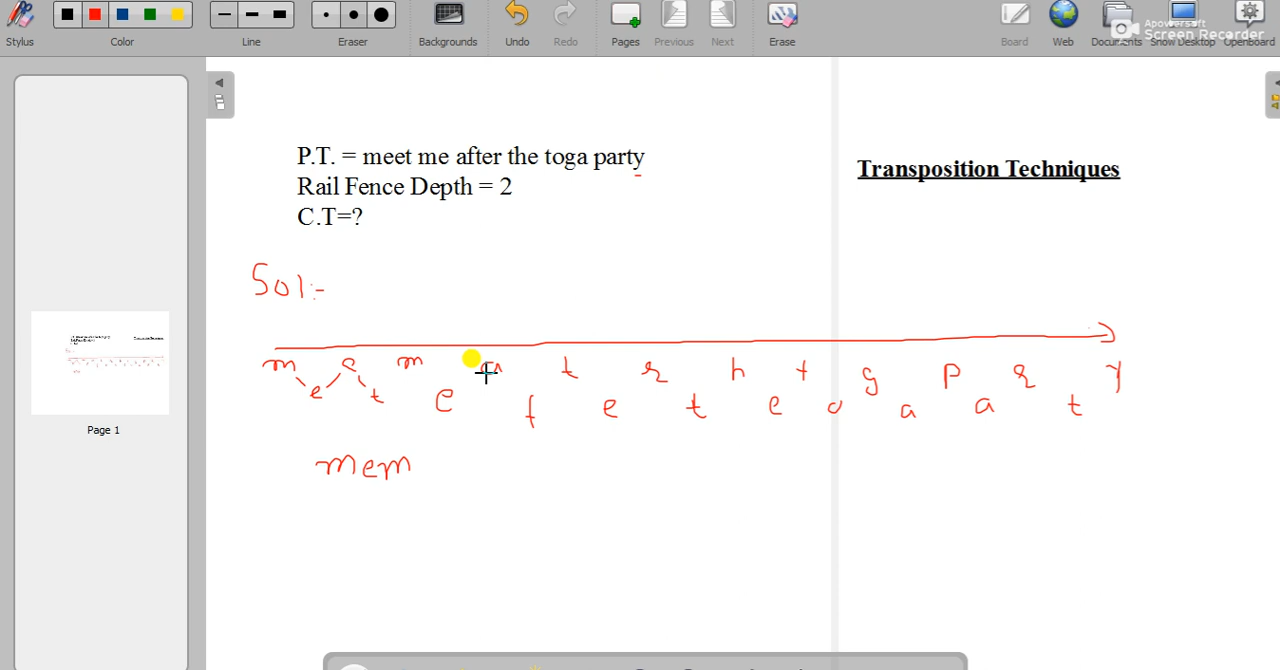 Stylus Color Line Eraser Backgrounds Undo Redo Pages Previous Next Erase Board Web Documents Show Desktop OpenBoard
Apowersoft
Screen Recorder
P.T. = meet me after the toga party
Rail Fence Depth = 2
C.T=?
Transposition Techniques
Sol:-
m e m a t r h t g p r y
e t e f e t e o a a t
mem
Page 1